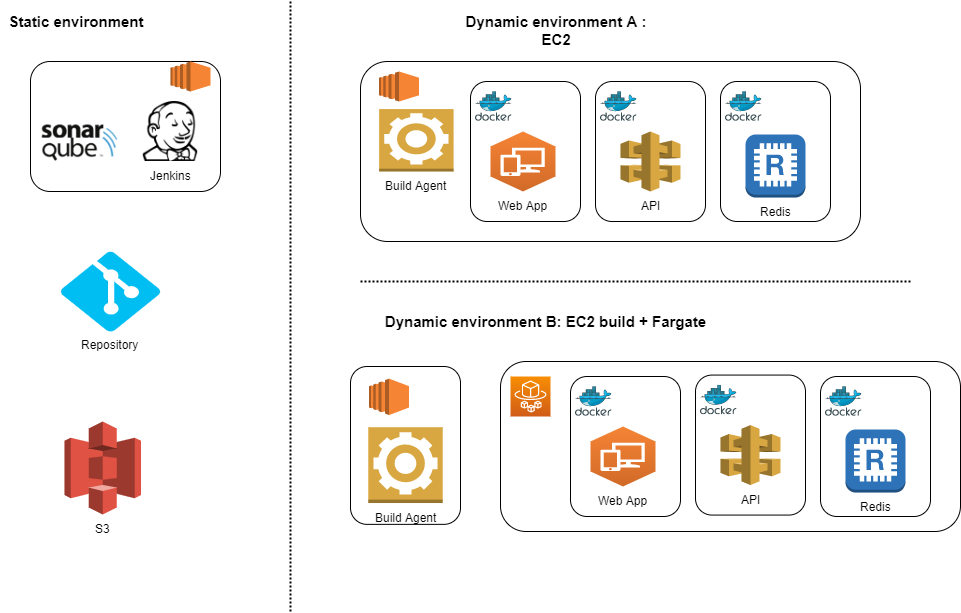 Static environment
sonar
qube
Jenkins
Repository
S3
Dynamic environment A :
EC2
Build Agent
docker
Web App
docker
API
docker
R
Redis
Dynamic environment B: EC2 build + Fargate
Build Agent
docker
Web App
docker
API
docker
R
Redis